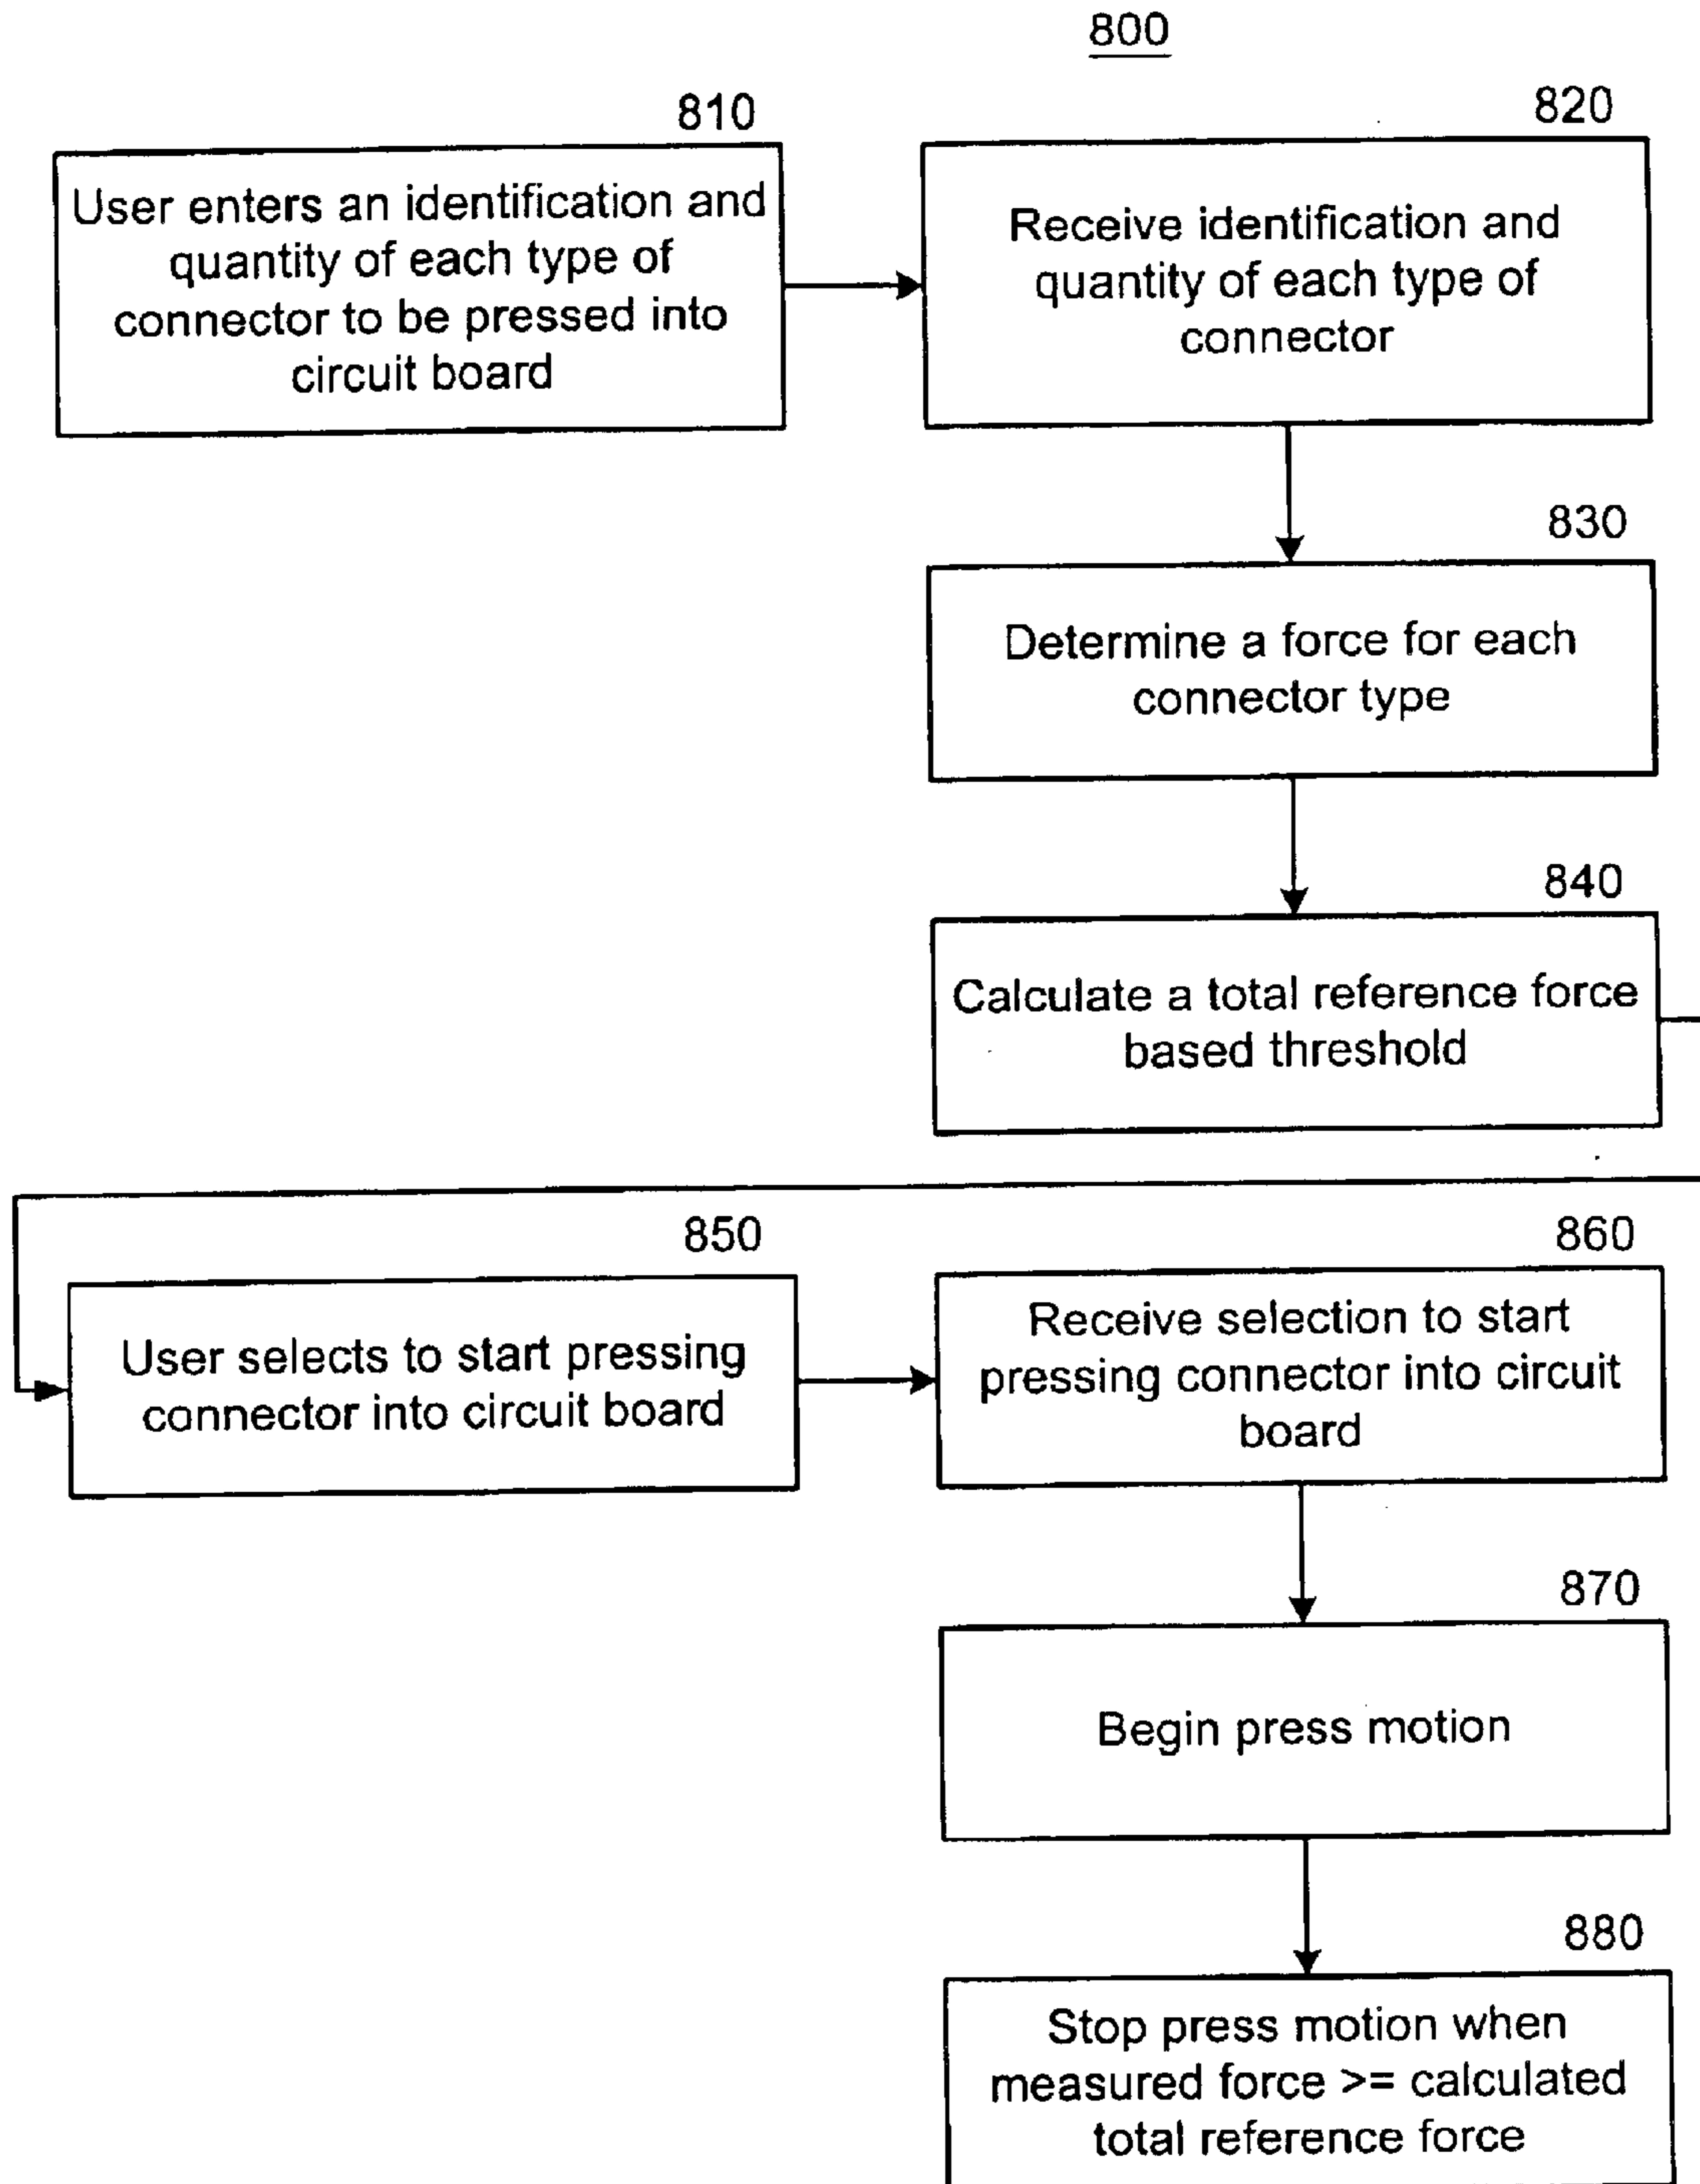 800
810
User enters an identification and
quantity of each type of
connector to be pressed into
circuit board
820
Receive identification and
quantity of each type of
connector
830
Determine a force for each
connector type
840
Calculate a total reference force
based threshold
850
User selects to start pressing
connector into circuit board
860
Receive selection to start
pressing connector into circuit
board
870
Begin press motion
880
Stop press motion when
measured force >= calculated
total reference force